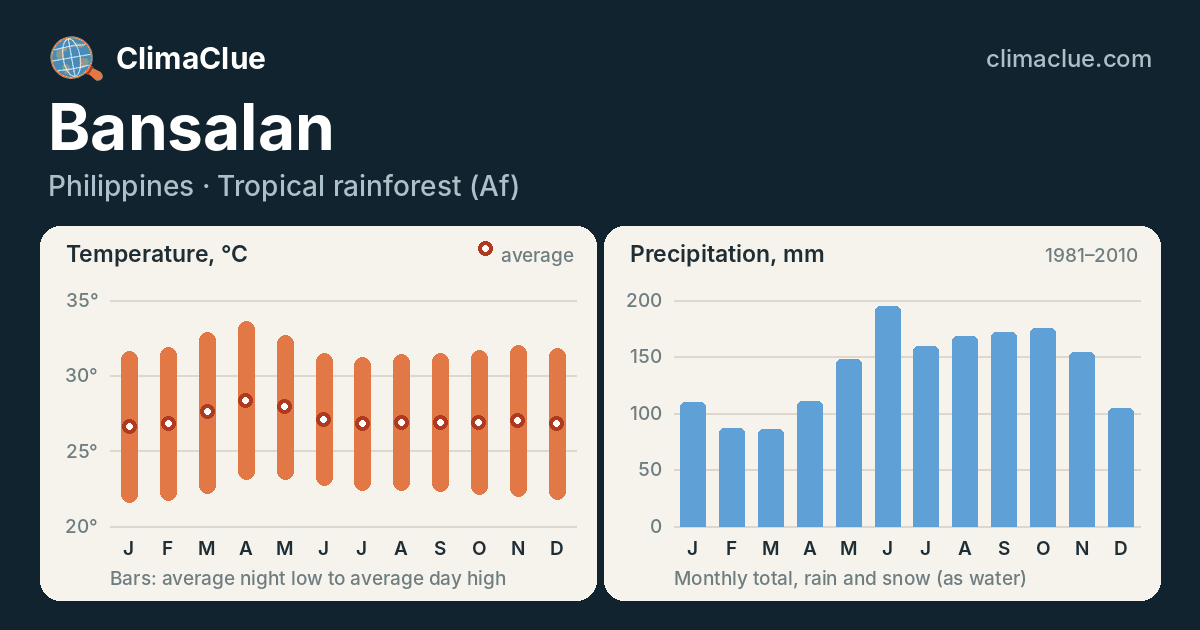 ClimaClue
climaclue.com
Bansalan
Philippines · Tropical rainforest (Af)
Temperature, °C
average
35°
30°
25°
20°
J F M A M J J A S O N D
Bars: average night low to average day high
Precipitation, mm
1981–2010
200
150
100
50
0
J F M A M J J A S O N D
Monthly total, rain and snow (as water)